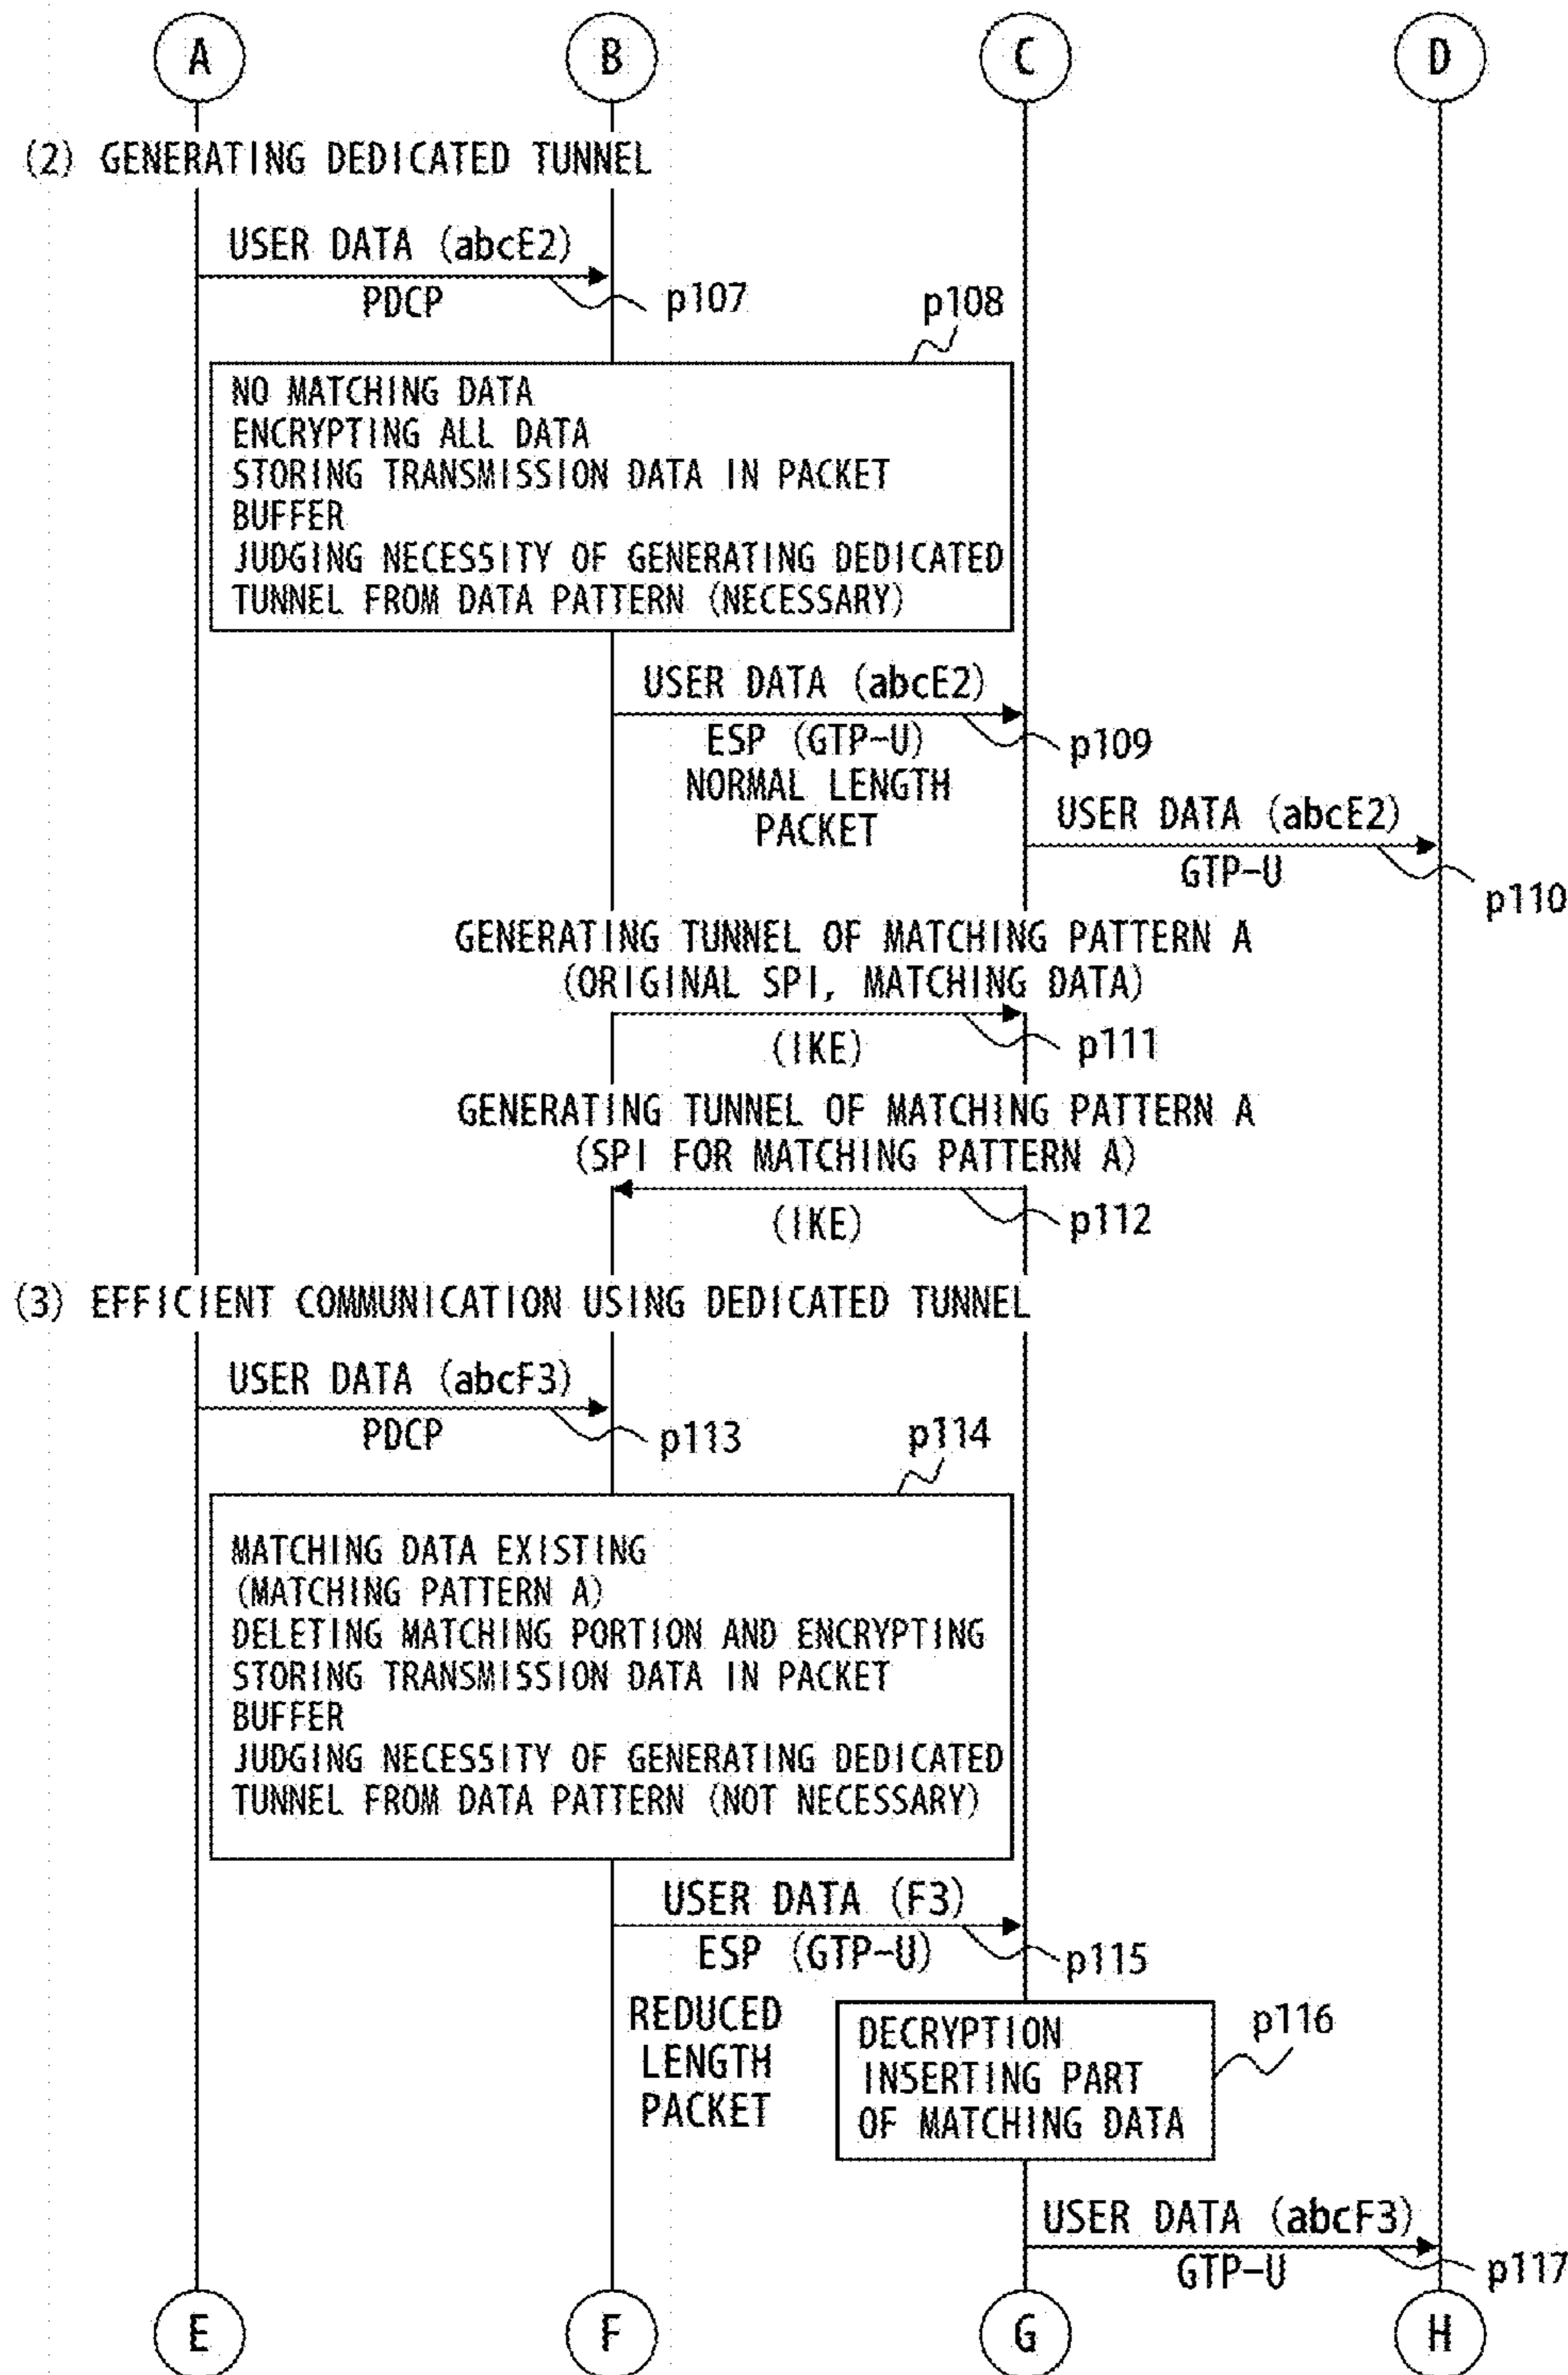 A
B
C
D
(2) GENERATING DEDICATED TUNNEL
USER DATA (abcE2)
PDCP
p107
p108
NO MATCHING DATA
ENCRYPTING ALL DATA
STORING TRANSMISSION DATA IN PACKET
BUFFER
JUDGING NECESSITY OF GENERATING DEDICATED
TUNNEL FROM DATA PATTERN (NECESSARY)
USER DATA (abcE2)
ESP (GTP-U)
p109
NORMAL LENGTH
PACKET
USER DATA (abcE2)
GTP-U
p110
GENERATING TUNNEL OF MATCHING PATTERN A
(ORIGINAL SPI, MATCHING DATA)
(IKE)
p111
GENERATING TUNNEL OF MATCHING PATTERN A
(SPI FOR MATCHING PATTERN A)
(IKE)
p112
(3) EFFICIENT COMMUNICATION USING DEDICATED TUNNEL
USER DATA (abcF3)
PDCP
p113
p114
MATCHING DATA EXISTING
(MATCHING PATTERN A)
DELETING MATCHING PORTION AND ENCRYPTING
STORING TRANSMISSION DATA IN PACKET
BUFFER
JUDGING NECESSITY OF GENERATING DEDICATED
TUNNEL FROM DATA PATTERN (NOT NECESSARY)
USER DATA (F3)
ESP (GTP-U)
p115
REDUCED
LENGTH
PACKET
DECRYPTION
INSERTING PART
OF MATCHING DATA
p116
USER DATA (abcF3)
GTP-U
p117
E
F
G
H